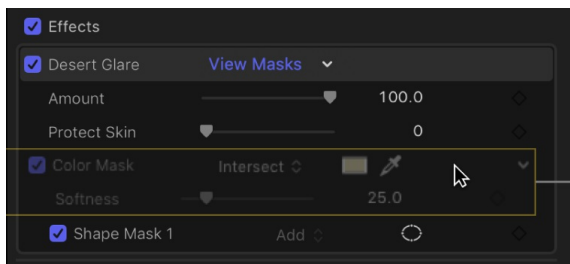 Effects
Desert Glare View Masks
Amount 100.0
Protect Skin 0
Color Mask Intersect
Softness 25.0
Shape Mask 1 Add